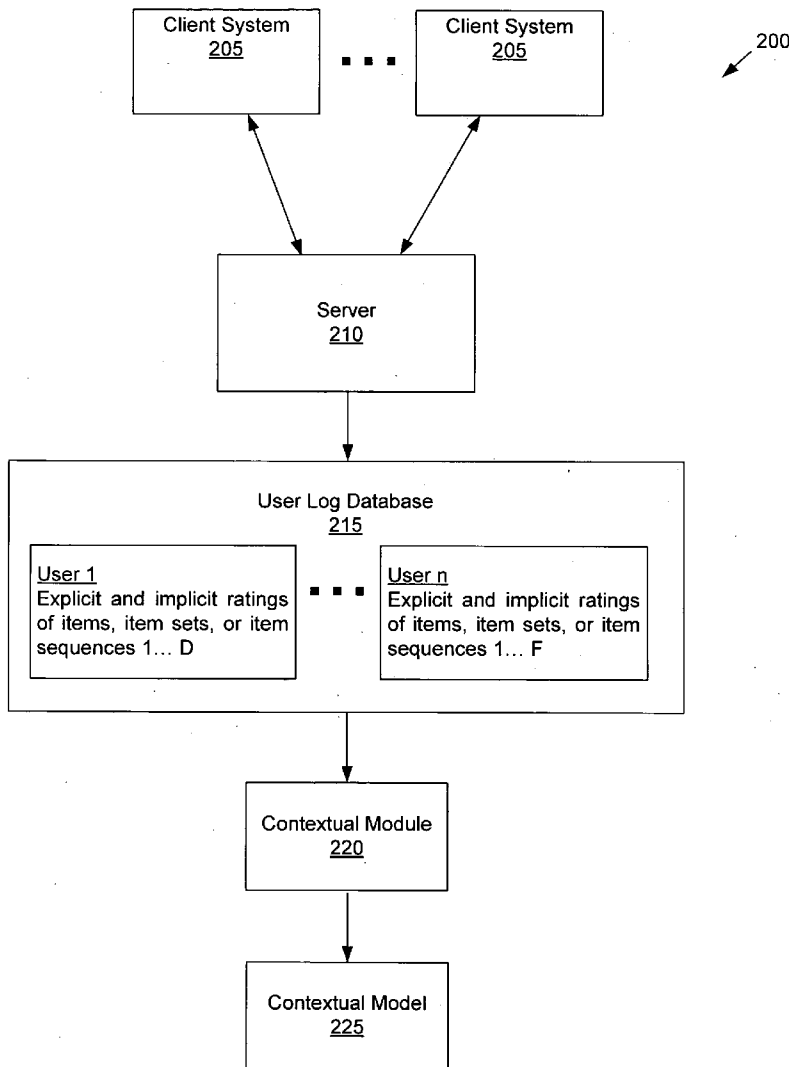 Client System
205
Client System
205
200
Server
210
User Log Database
215
User 1
Explicit and implicit ratings
of items, item sets, or item
sequences 1... D
User n
Explicit and implicit ratings
of items, item sets, or item
sequences 1... F
Contextual Module
220
Contextual Model
225